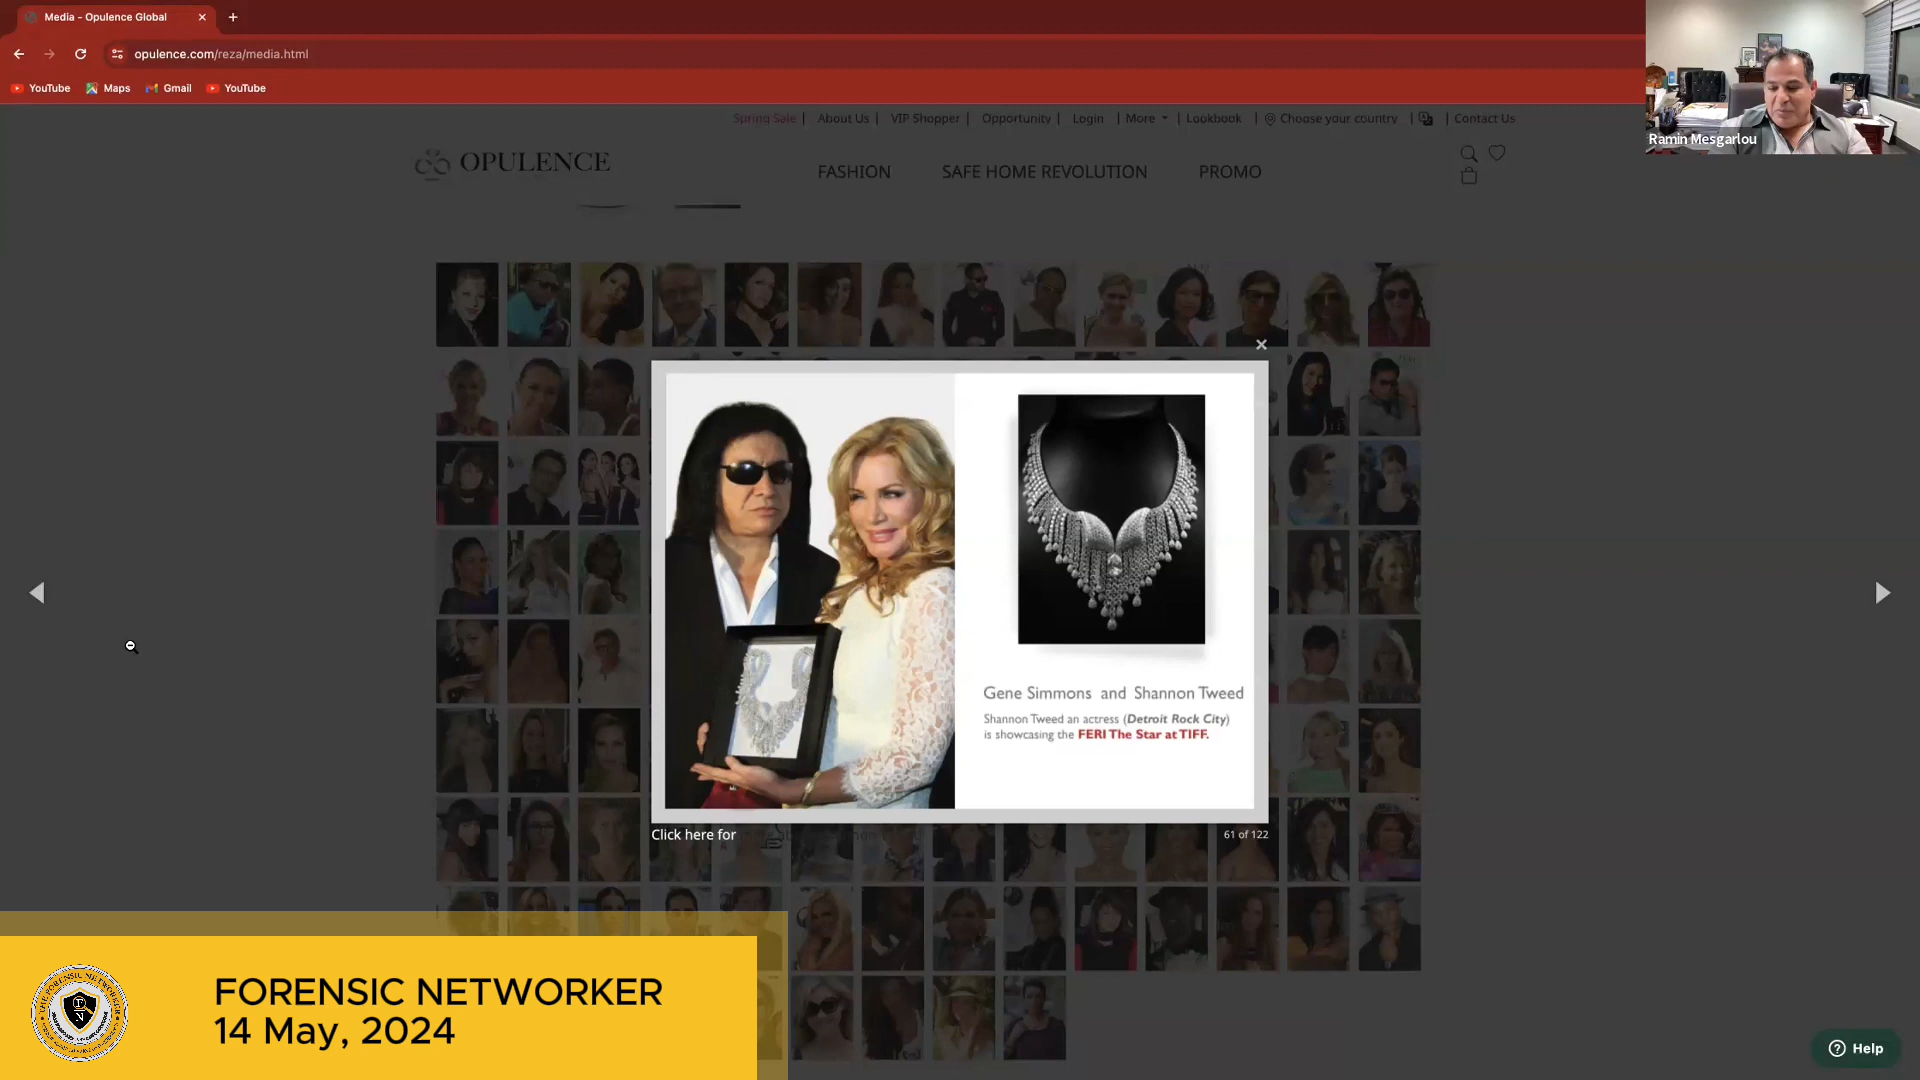 Media - Opulence Global
opulence.com/reza/media.html
YouTube
Maps
Gmail
YouTube
Ramin Mesgarlou
Spring Sale | About Us | VIP Shopper | Opportunity | Login | More | Lookbook | Choose your country | Contact Us
OPULENCE
FASHION
SAFE HOME REVOLUTION
PROMO
Gene Simmons and Shannon Tweed
Shannon Tweed an actress (Detroit Rock City)
is showcasing the FERI The Star at TIFF.
Click here for
61 of 122
FORENSIC NETWORKER
14 May, 2024
Help